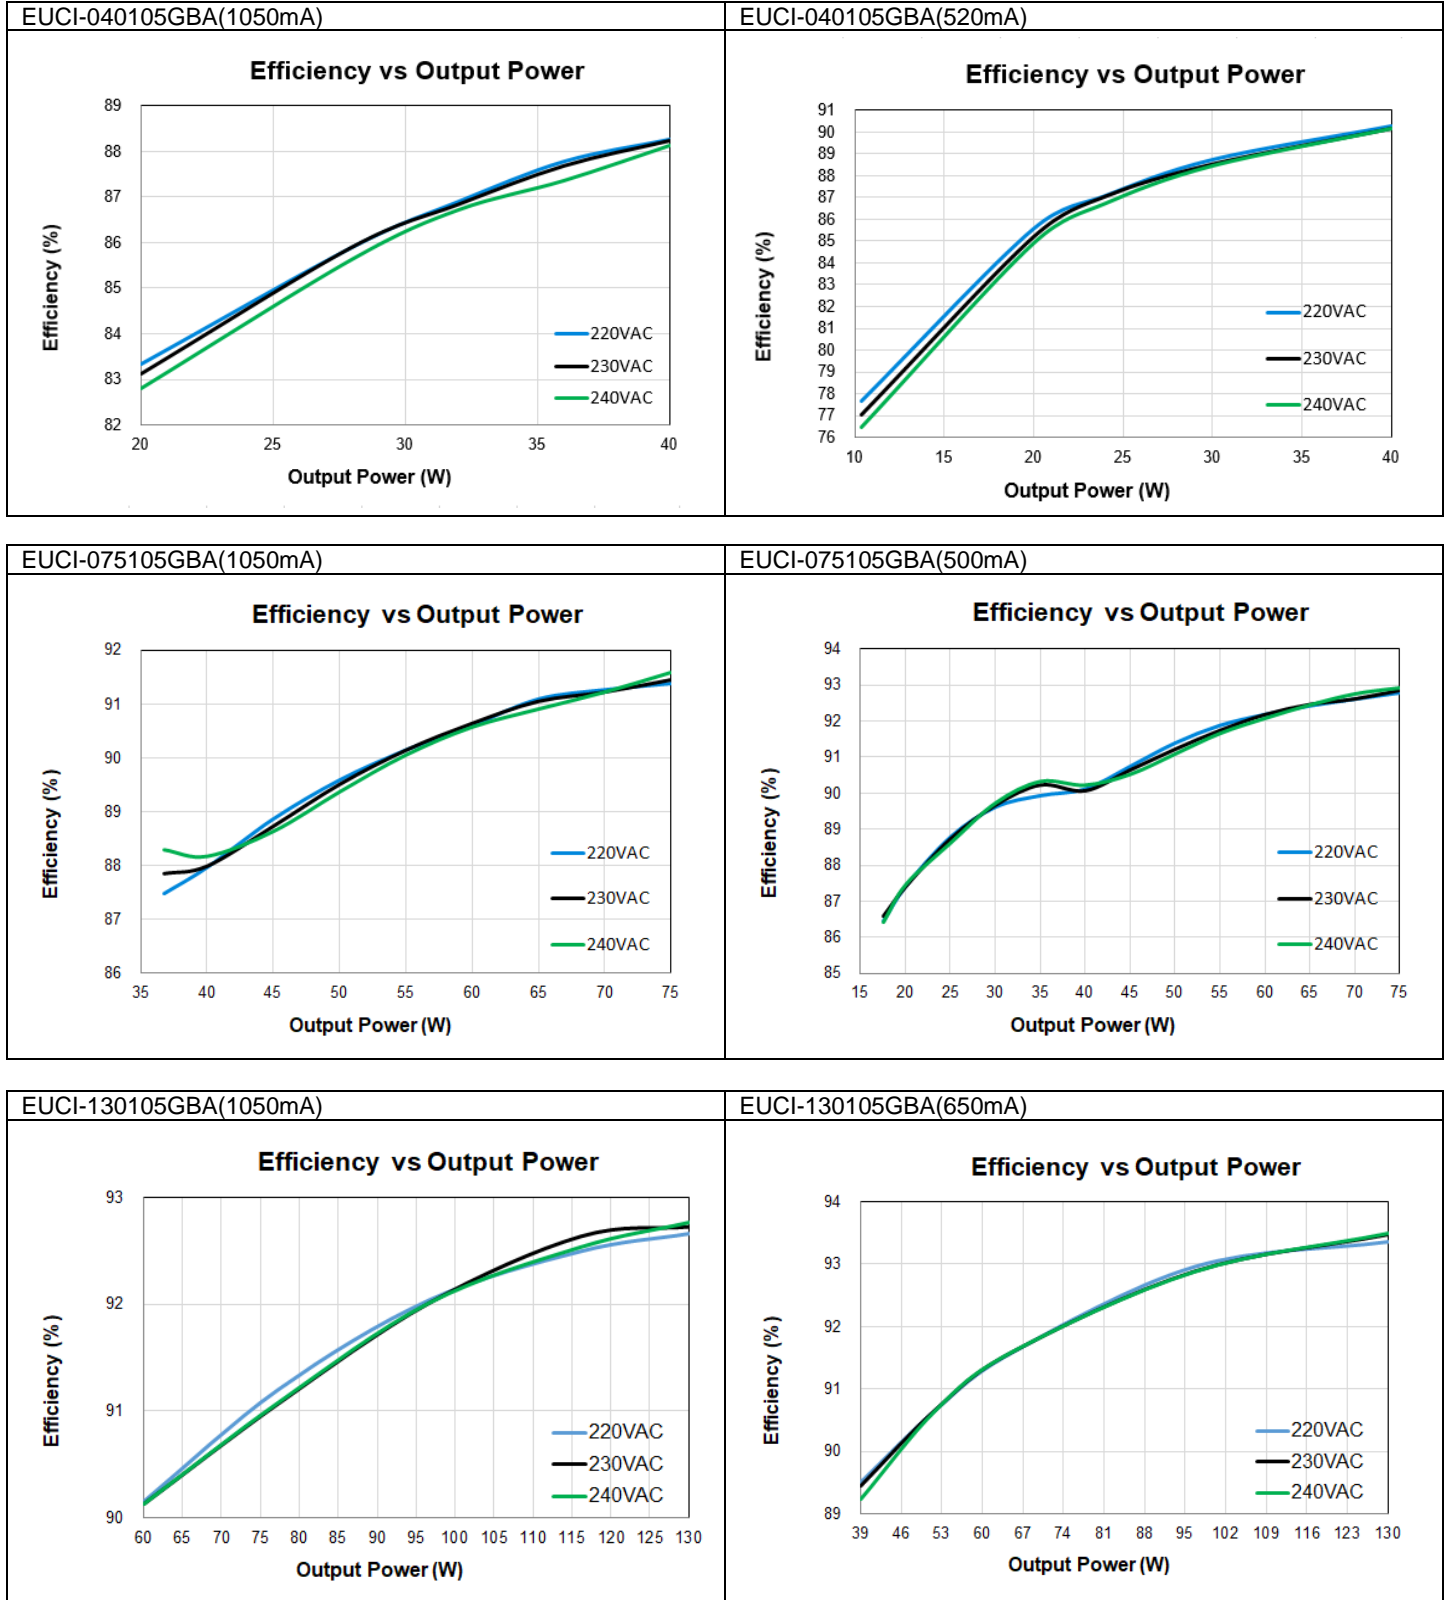 EUCI-040105GBA(1050mA)
Efficiency vs Output Power
89
88
87
86
85
84
83
82
Efficiency (%)
220VAC
230VAC
240VAC
20 25 30 35 40
Output Power (W)
EUCI-040105GBA(520mA)
Efficiency vs Output Power
91
90
89
88
87
86
85
84
83
82
81
80
79
78
77
76
Efficiency (%)
220VAC
230VAC
240VAC
10 15 20 25 30 35 40
Output Power (W)
EUCI-075105GBA(1050mA)
Efficiency vs Output Power
92
91
90
89
88
87
86
Efficiency (%)
220VAC
230VAC
240VAC
35 40 45 50 55 60 65 70 75
Output Power (W)
EUCI-075105GBA(500mA)
Efficiency vs Output Power
94
93
92
91
90
89
88
87
86
85
Efficiency (%)
220VAC
230VAC
240VAC
15 20 25 30 35 40 45 50 55 60 65 70 75
Output Power (W)
EUCI-130105GBA(1050mA)
Efficiency vs Output Power
93
92
91
90
Efficiency (%)
220VAC
230VAC
240VAC
60 65 70 75 80 85 90 95 100 105 110 115 120 125 130
Output Power (W)
EUCI-130105GBA(650mA)
Efficiency vs Output Power
94
93
92
91
90
89
Efficiency (%)
220VAC
230VAC
240VAC
39 46 53 60 67 74 81 88 95 102 109 116 123 130
Output Power (W)